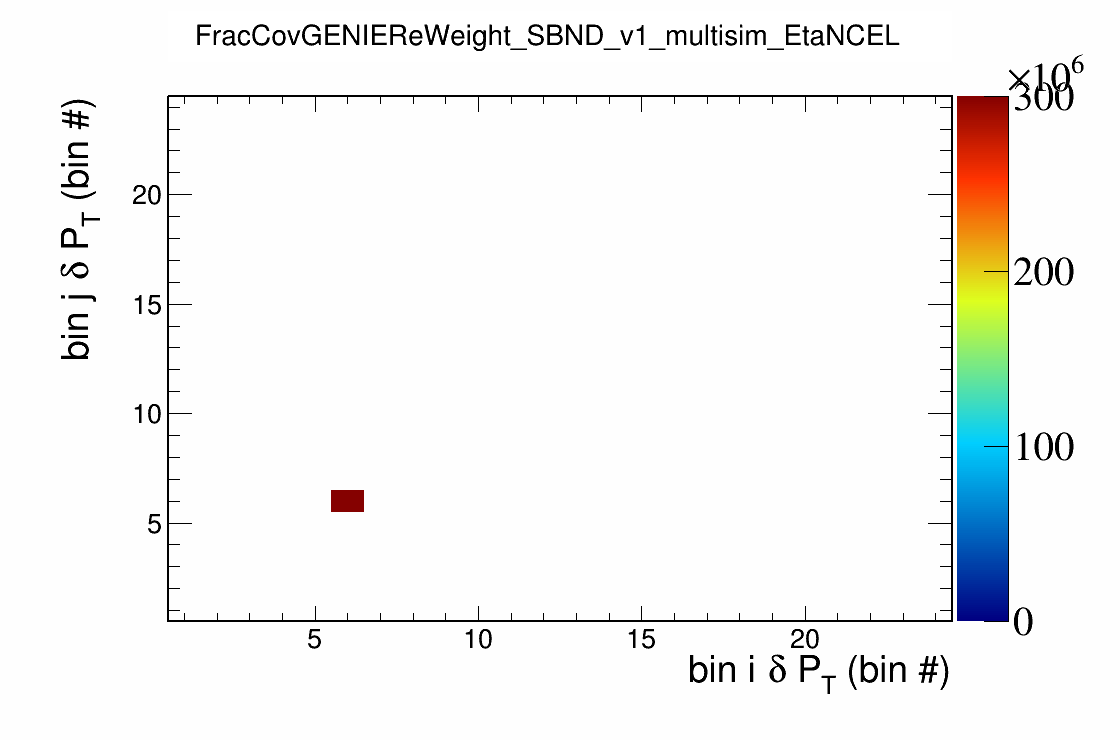 FracCovGENIEReWeight_SBND_v1_multisim_EtaNCEL
×10⁶
bin j δ P_T (bin #)
20
15
10
5
5 10 15 20
bin i δ P_T (bin #)
300
200
100
0